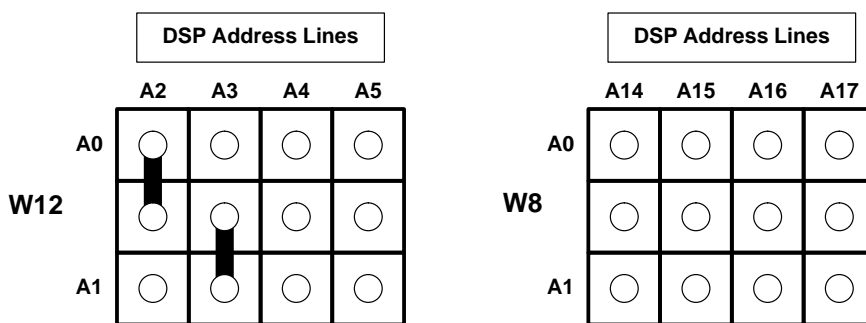 DSP Address Lines DSP Address Lines
A2 A3 A4 A5 A14 A15 A16 A17
A0 A0
W12 W8
A1 A1